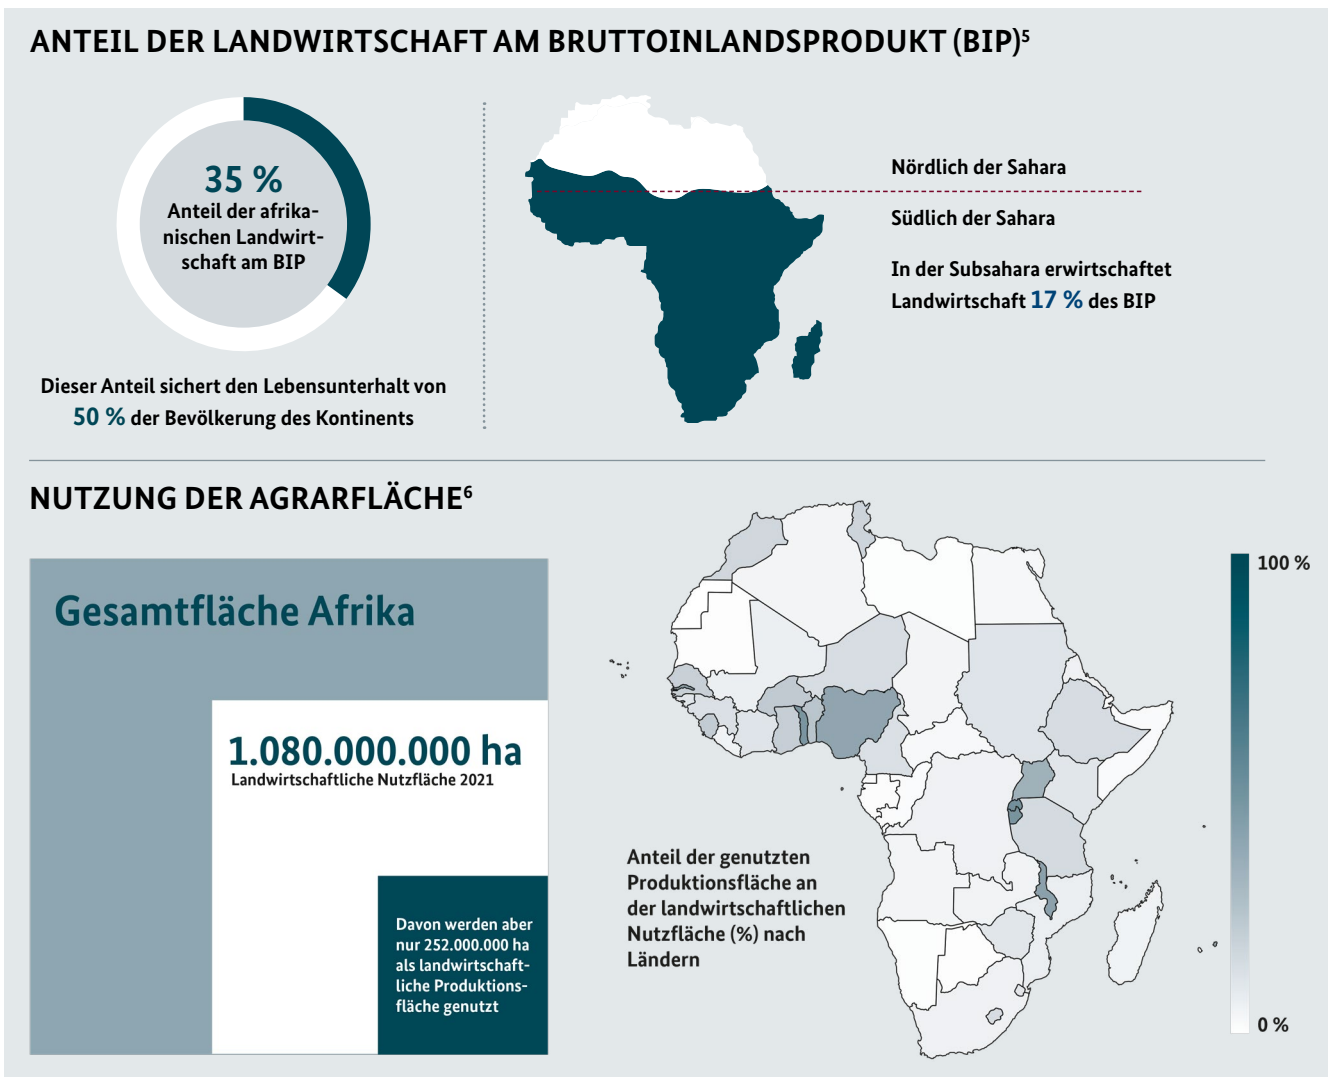 ANTEIL DER LANDWIRTSCHAFT AM BRUTTOINLANDSPRODUKT (BIP)⁵
35 %
Anteil der afrika-
nischen Landwirt-
schaft am BIP
Dieser Anteil sichert den Lebensunterhalt von
50 % der Bevölkerung des Kontinents
Nördlich der Sahara
Südlich der Sahara
In der Subsahara erwirtschaftet
Landwirtschaft 17 % des BIP
NUTZUNG DER AGRARFLÄCHE⁶
Gesamtfläche Afrika
1.080.000.000 ha
Landwirtschaftliche Nutzfläche 2021
Davon werden aber
nur 252.000.000 ha
als landwirtschaft-
liche Produktions-
fläche genutzt
Anteil der genutzten
Produktionsfläche an
der landwirtschaftlichen
Nutzfläche (%) nach
Ländern
100 %
0 %